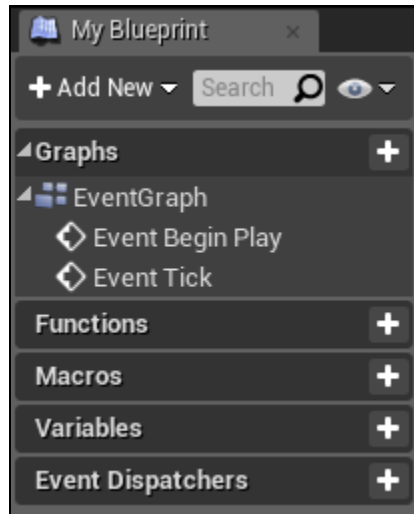 My Blueprint
Add New Search
Graphs
EventGraph
Event Begin Play
Event Tick
Functions
Macros
Variables
Event Dispatchers